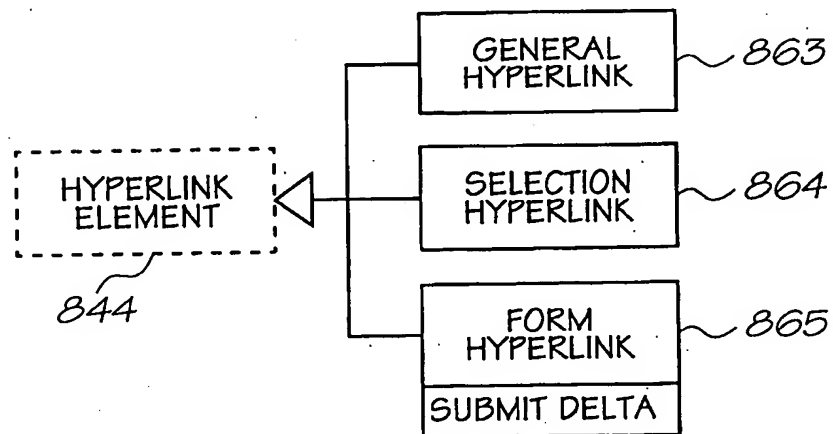 GENERAL
HYPERLINK
863
HYPERLINK
ELEMENT
844
SELECTION
HYPERLINK
864
FORM
HYPERLINK
865
SUBMIT DELTA